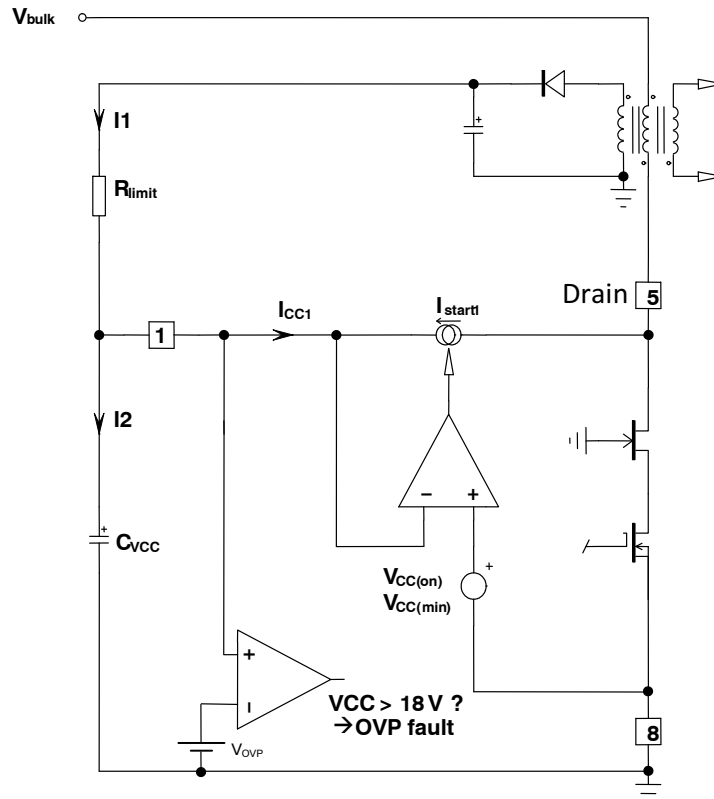 Vbulk
I1
Rlimit
Drain
5
ICC1
Istart1
1
I2
CVCC
VCC(on)
VCC(min)
VCC > 18 V ?
→OVP fault
VOVP
8